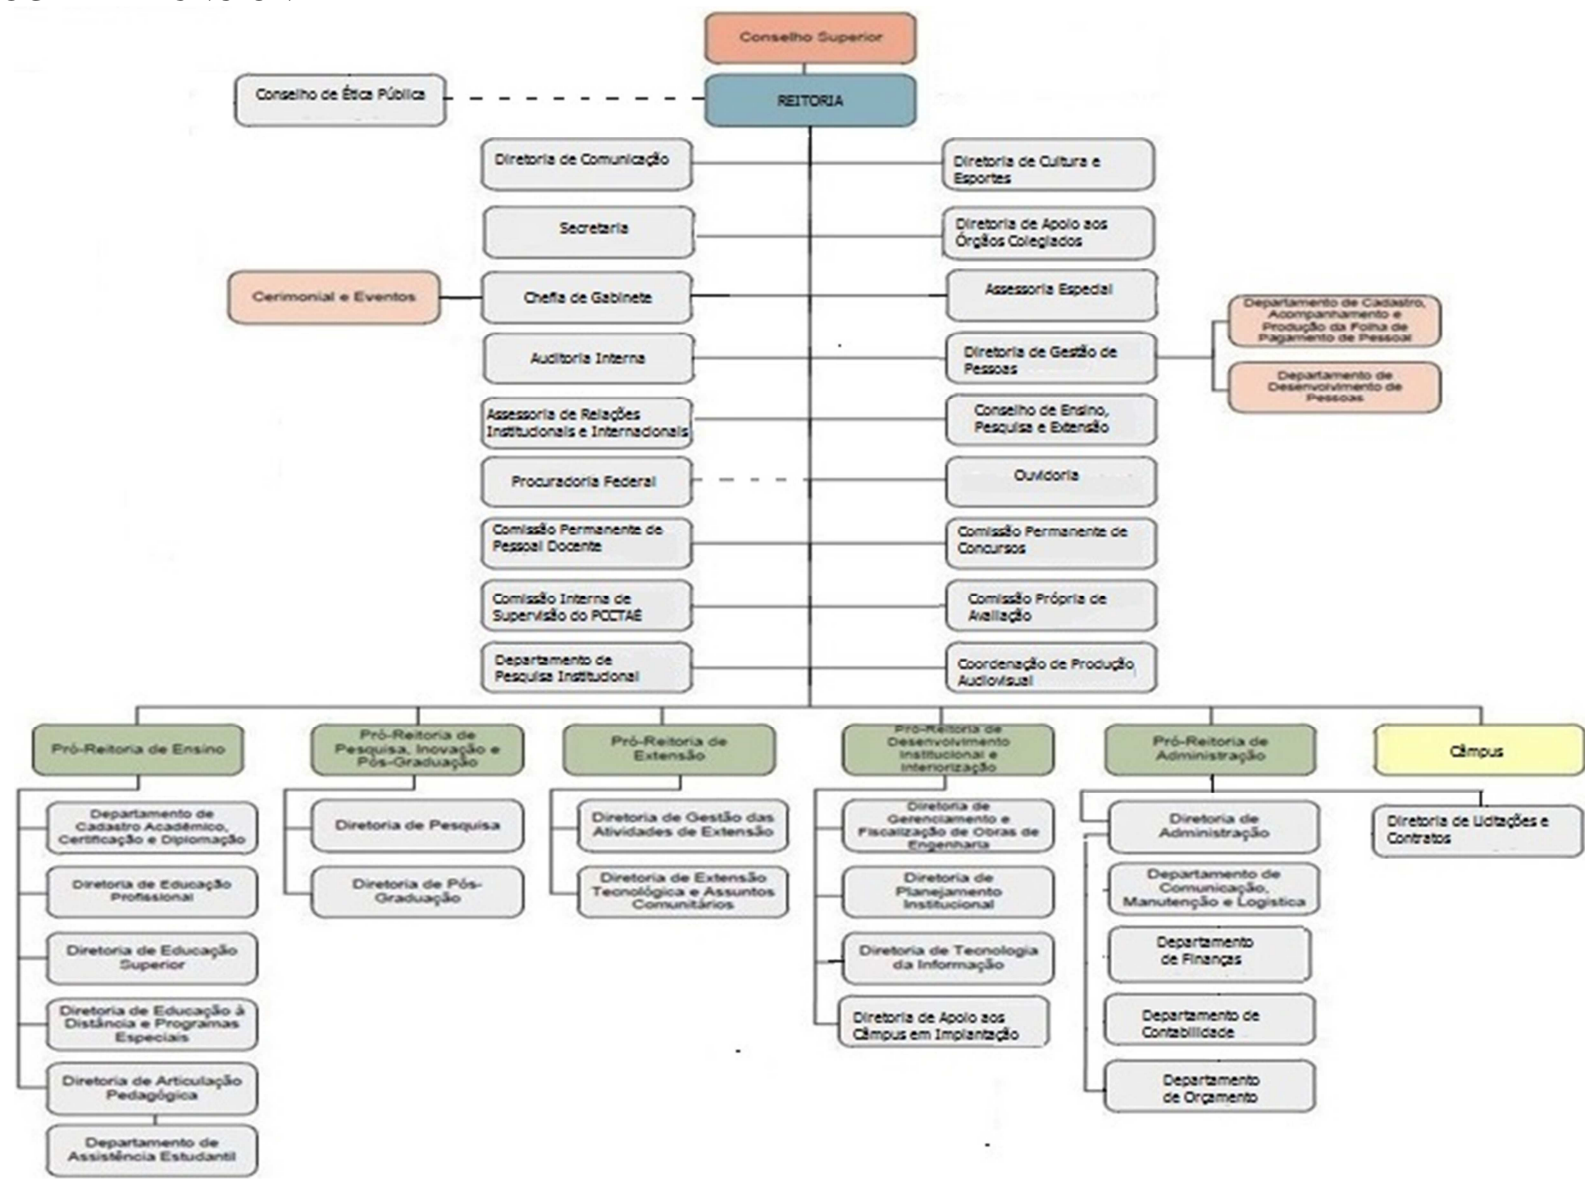 Conselho Superior
Conselho de Ética Pública
REITORIA
Diretoria de Comunicação
Diretoria de Cultura e
Esportes
Secretaria
Diretoria de Apoio aos
Órgãos Colegiados
Cerimonial e Eventos
Chefia de Gabinete
Assessoria Especial
Departamento de Cadastro,
Acompanhamento e
Produção da Folha de
Pagamento de Pessoal
Auditoria Interna
Diretoria de Gestão de
Pessoas
Departamento de
Desenvolvimento de
Pessoas
Assessoria de Relações
Institucionais e Internacionais
Conselho de Ensino,
Pesquisa e Extensão
Procuradoria Federal
Ouvidoria
Comissão Permanente de
Pessoal Docente
Comissão Permanente de
Concursos
Comissão Interna de
Supervisão do PCCTAE
Comissão Própria de
Avaliação
Departamento de
Pesquisa Institucional
Coordenação de Produção
Audiovisual
Pró-Reitoria de Ensino
Pró-Reitoria de
Pesquisa, Inovação e
Pós-Graduação
Pró-Reitoria de
Extensão
Pró-Reitoria de
Desenvolvimento
Institucional e
Interiorização
Pró-Reitoria de
Administração
Câmpus
Departamento de
Cadastro Acadêmico,
Certificação e Diplomação
Diretoria de Educação
Profissional
Diretoria de Educação
Superior
Diretoria de Educação à
Distância e Programas
Especiais
Diretoria de Articulação
Pedagógica
Departamento de
Assistência Estudantil
Diretoria de Pesquisa
Diretoria de Pós-
Graduação
Diretoria de Gestão das
Atividades de Extensão
Diretoria de Extensão
Tecnológica e Assuntos
Comunitários
Diretoria de
Gerenciamento e
Fiscalização de Obras de
Engenharia
Diretoria de
Planejamento
Institucional
Diretoria de Tecnologia
da Informação
Diretoria de Apoio aos
Câmpus em Implantação
Diretoria de
Administração
Departamento de
Comunicação,
Manutenção e Logística
Departamento
de Finanças
Departamento de
Contabilidade
Departamento
de Orçamento
Diretoria de Licitações e
Contratos